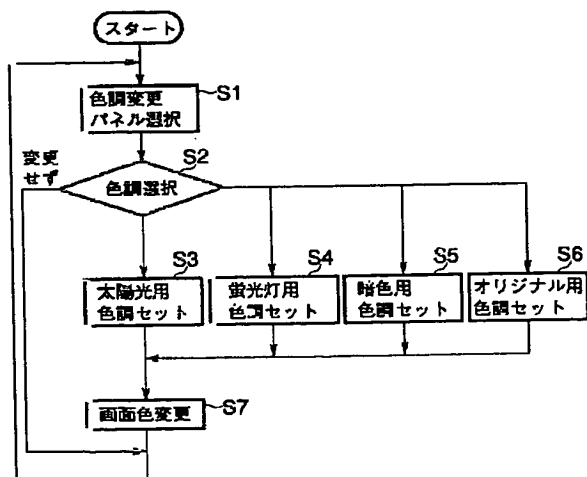 スタート
色調変更
パネル選択
S1
変更
せず
色調選択
S2
太陽光用
色調セット
S3
蛍光灯用
色調セット
S4
暗色用
色調セット
S5
オリジナル用
色調セット
S6
画面色変更
S7